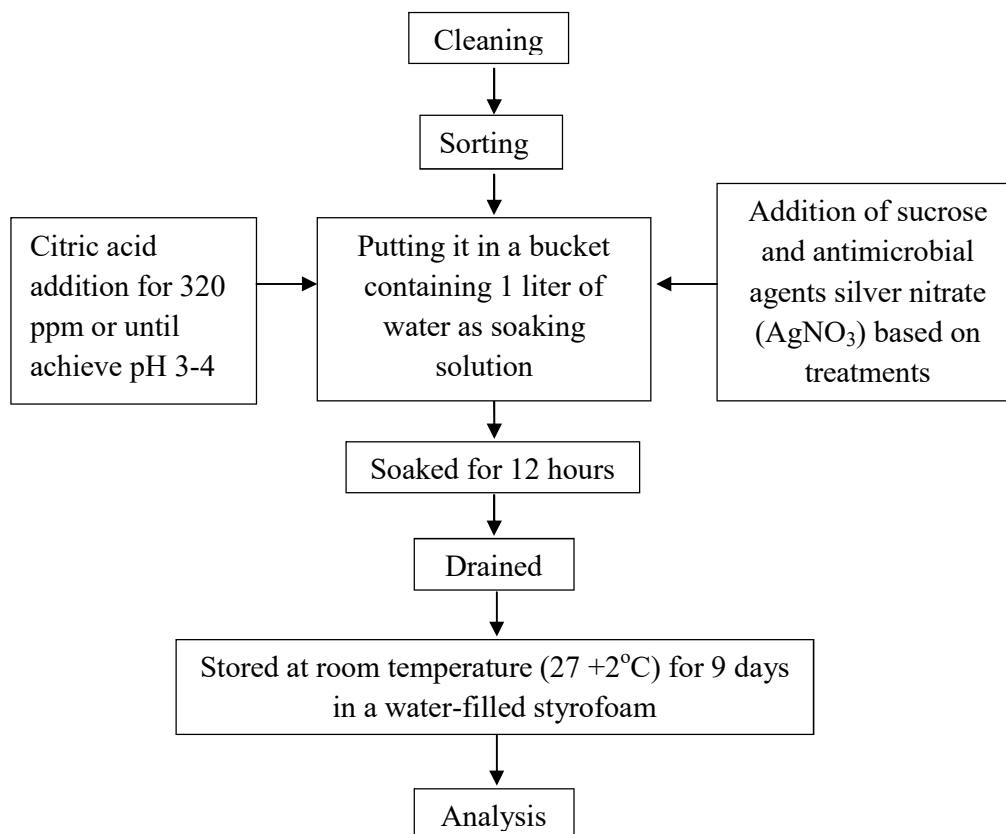 Cleaning
Sorting
Citric acid
addition for 320
ppm or until
achieve pH 3-4
Putting it in a bucket
containing 1 liter of
water as soaking
solution
Addition of sucrose
and antimicrobial
agents silver nitrate
(AgNO₃) based on
treatments
Soaked for 12 hours
Drained
Stored at room temperature (27 +2°C) for 9 days
in a water-filled styrofoam
Analysis